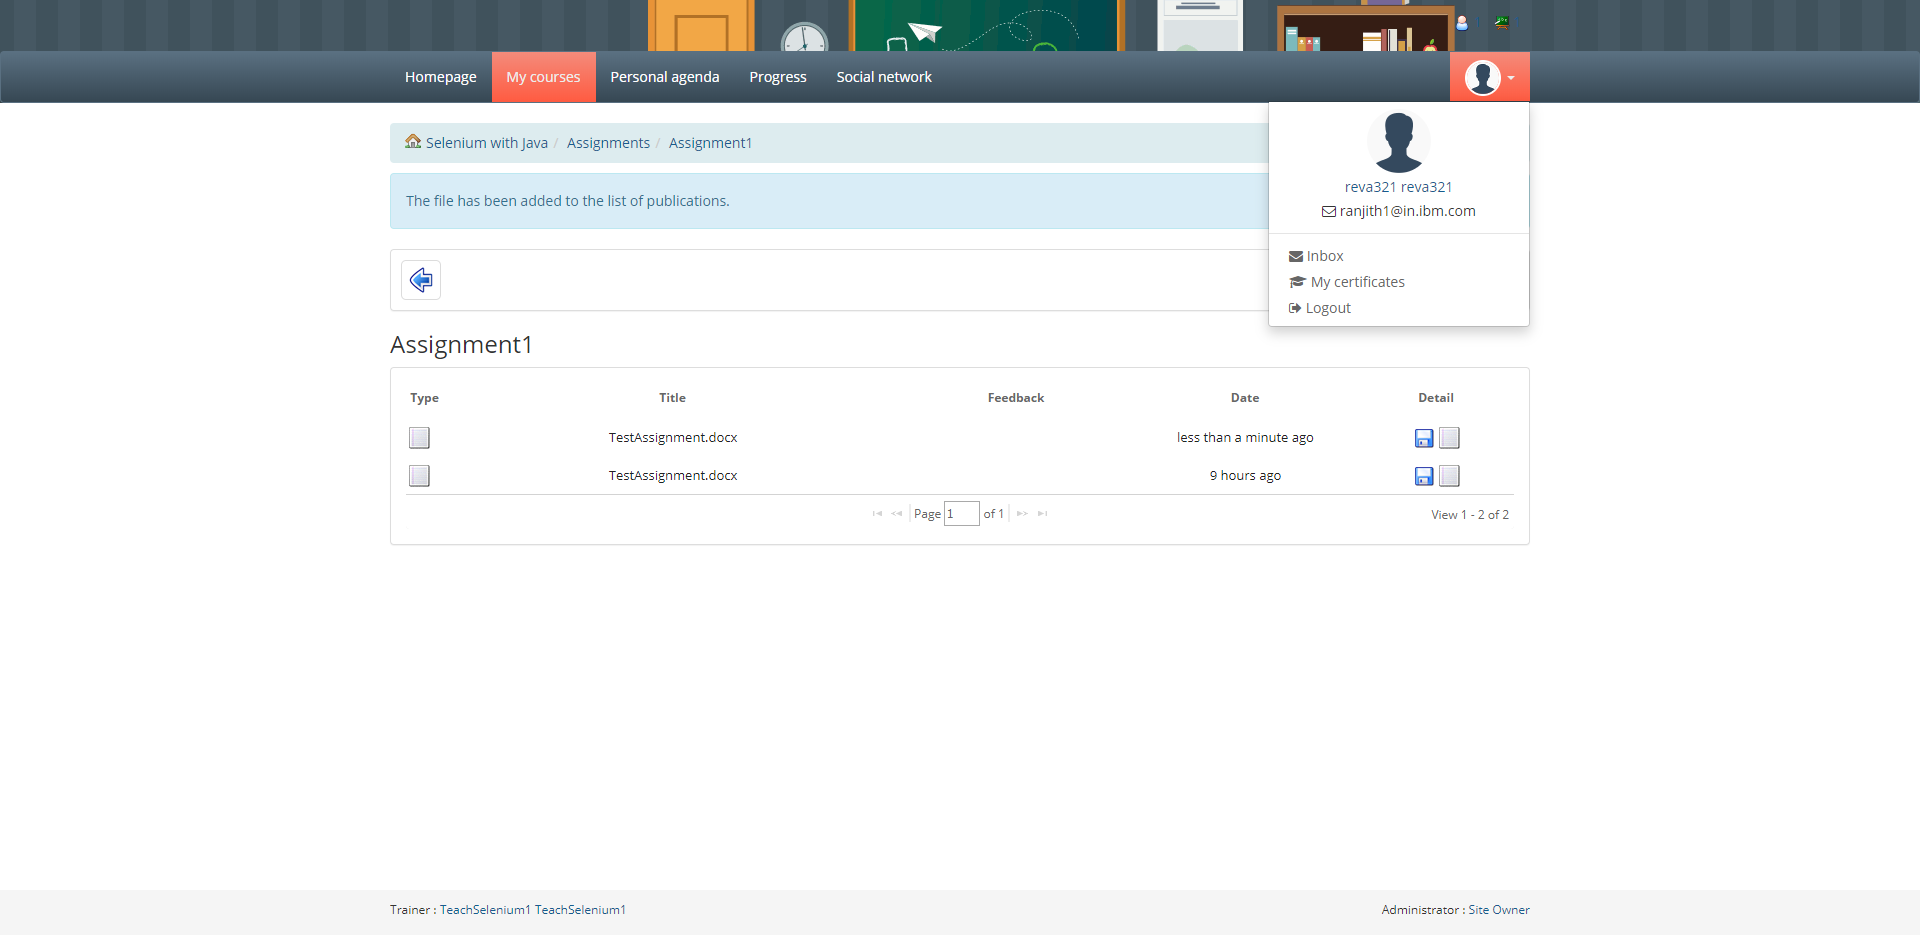 Homepage My courses Personal agenda Progress Social network
Selenium with Java / Assignments / Assignment1
The file has been added to the list of publications.
reva321 reva321
ranjith1@in.ibm.com
Inbox
My certificates
Logout
Assignment1
Type Title Feedback Date Detail
TestAssignment.docx less than a minute ago
TestAssignment.docx 9 hours ago
Page 1 of 1 View 1 - 2 of 2
Trainer : TeachSelenium1 TeachSelenium1 Administrator : Site Owner